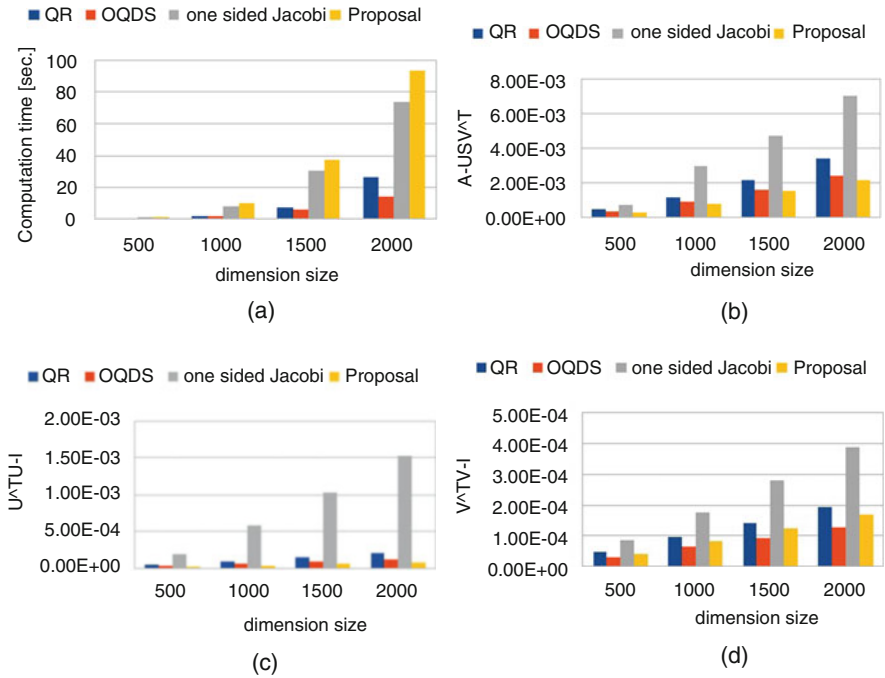 QR OQDS one sided Jacobi Proposal
Computation time [sec.]
100
80
60
40
20
0
500 1000 1500 2000
dimension size
(a)
QR OQDS one sided Jacobi Proposal
A-USV^T
8.00E-03
6.00E-03
4.00E-03
2.00E-03
0.00E+00
500 1000 1500 2000
dimension size
(b)
QR OQDS one sided Jacobi Proposal
U^TU-I
2.00E-03
1.50E-03
1.00E-03
5.00E-04
0.00E+00
500 1000 1500 2000
dimension size
(c)
QR OQDS one sided Jacobi Proposal
V^TV-I
5.00E-04
4.00E-04
3.00E-04
2.00E-04
1.00E-04
0.00E+00
500 1000 1500 2000
dimension size
(d)